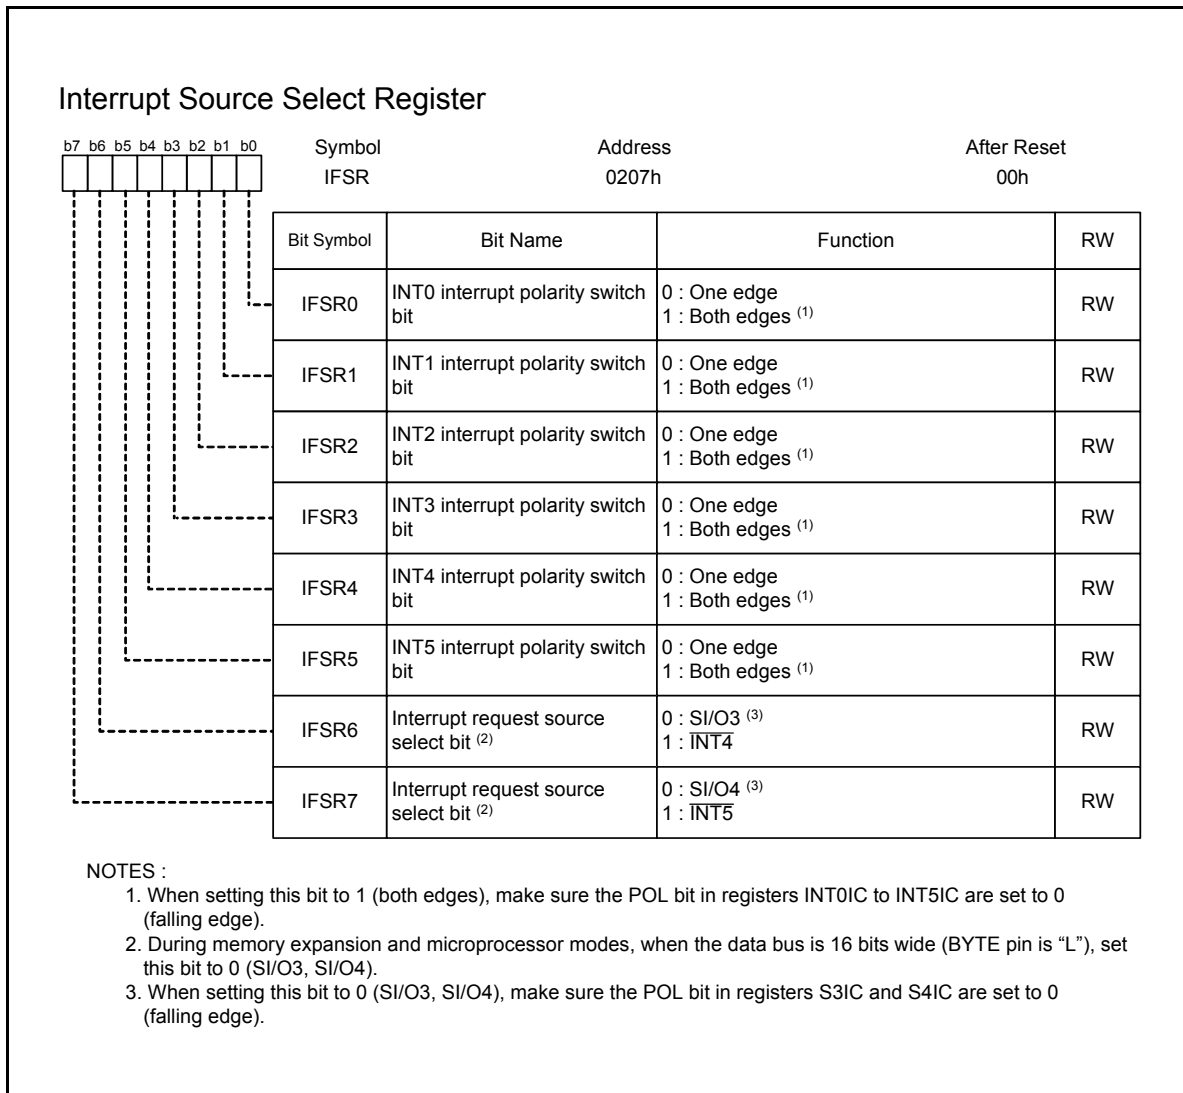 Interrupt Source Select Register
b7 b6 b5 b4 b3 b2 b1 b0
Symbol Address After Reset
IFSR 0207h 00h
Bit Symbol Bit Name Function RW
IFSR0 INT0 interrupt polarity switch bit 0 : One edge 1 : Both edges (1) RW
IFSR1 INT1 interrupt polarity switch bit 0 : One edge 1 : Both edges (1) RW
IFSR2 INT2 interrupt polarity switch bit 0 : One edge 1 : Both edges (1) RW
IFSR3 INT3 interrupt polarity switch bit 0 : One edge 1 : Both edges (1) RW
IFSR4 INT4 interrupt polarity switch bit 0 : One edge 1 : Both edges (1) RW
IFSR5 INT5 interrupt polarity switch bit 0 : One edge 1 : Both edges (1) RW
IFSR6 Interrupt request source select bit (2) 0 : SI/O3 (3) 1 : INT4 RW
IFSR7 Interrupt request source select bit (2) 0 : SI/O4 (3) 1 : INT5 RW
NOTES :
1. When setting this bit to 1 (both edges), make sure the POL bit in registers INT0IC to INT5IC are set to 0
(falling edge).
2. During memory expansion and microprocessor modes, when the data bus is 16 bits wide (BYTE pin is “L”), set
this bit to 0 (SI/O3, SI/O4).
3. When setting this bit to 0 (SI/O3, SI/O4), make sure the POL bit in registers S3IC and S4IC are set to 0
(falling edge).